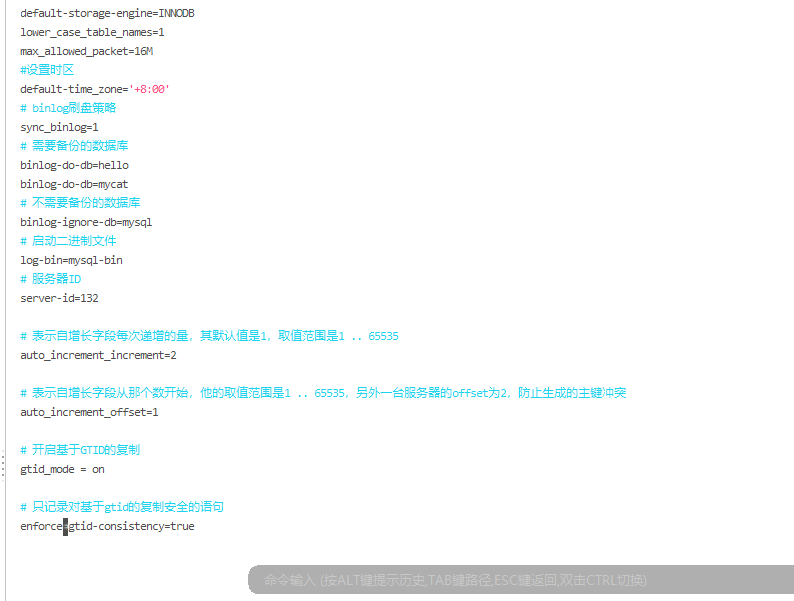 default-storage-engine=INNODB
lower_case_table_names=1
max_allowed_packet=16M
#设置时区
default-time_zone='+8:00'
# binlog刷盘策略
sync_binlog=1
# 需要备份的数据库
binlog-do-db=hello
binlog-do-db=mycat
# 不需要备份的数据库
binlog-ignore-db=mysql
# 启动二进制文件
log-bin=mysql-bin
# 服务器ID
server-id=132
# 表示自增长字段每次递增的量，其默认值是1，取值范围是1 .. 65535
auto_increment_increment=2
# 表示自增长字段从那个数开始，他的取值范围是1 .. 65535，另外一台服务器的offset为2，防止生成的主键冲突
auto_increment_offset=1
# 开启基于GTID的复制
gtid_mode = on
# 只记录对基于gtid的复制安全的语句
enforce-gtid-consistency=true
命令输入 (按ALT键提示历史,TAB键路径,ESC键返回,双击CTRL切换)